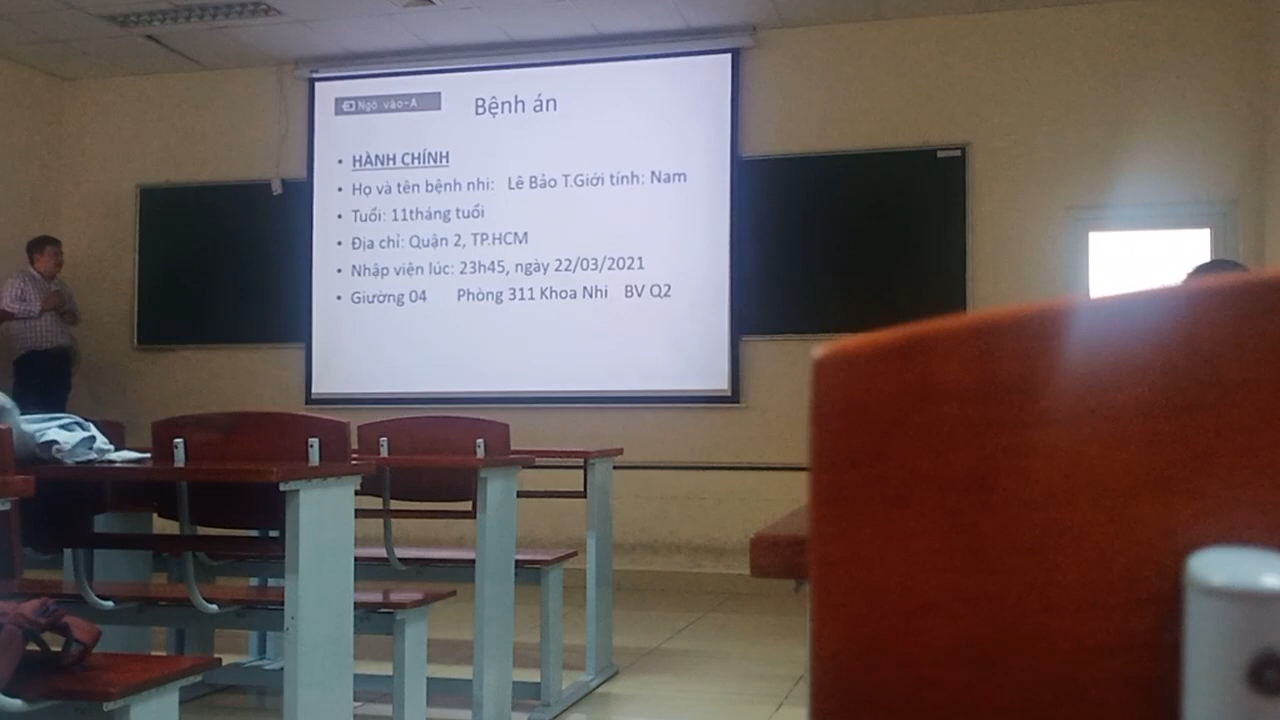 Ngõ vào-A
Bệnh án
• HÀNH CHÍNH
• Họ và tên bệnh nhi: Lê Bảo T.Giới tính: Nam
• Tuổi: 11tháng tuổi
• Địa chỉ: Quận 2, TP.HCM
• Nhập viện lúc: 23h45, ngày 22/03/2021
• Giường 04 Phòng 311 Khoa Nhi BV Q2